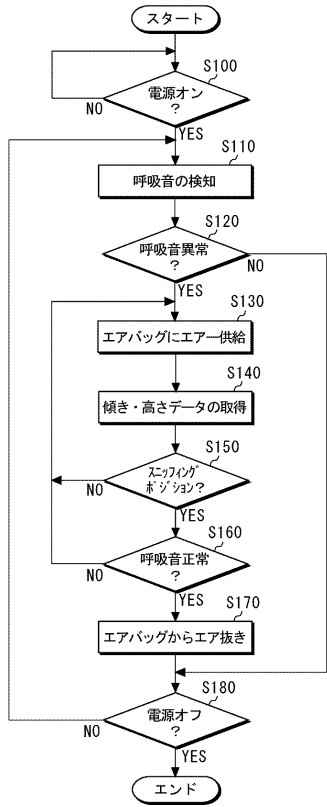 スタート
S100
電源オン
?
NO
YES
S110
呼吸音の検知
S120
呼吸音異常
?
NO
YES
S130
エアバッグにエアー供給
S140
傾き・高さデータの取得
S150
スニッフィング
ポジション?
NO
YES
S160
呼吸音正常
?
NO
YES
S170
エアバッグからエア抜き
S180
電源オフ
?
NO
YES
エンド